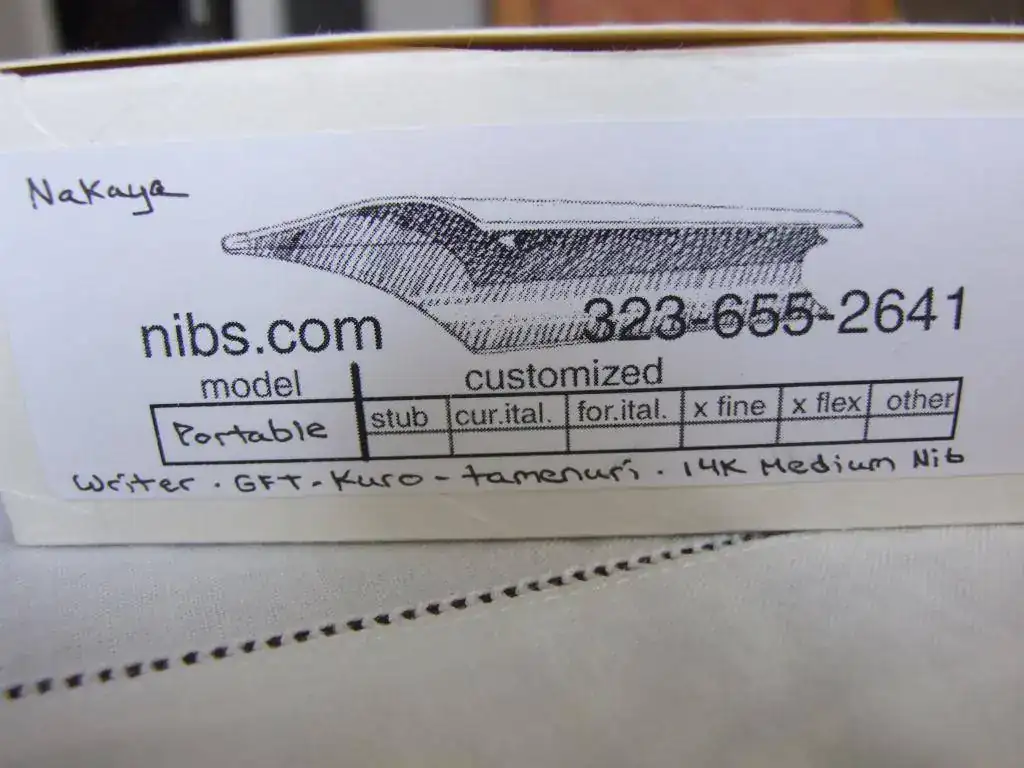 Nakaya
nibs.com 323-655-2641
model customized
Portable stub cur.ital. for.ital. x fine x flex other
Writer . GFT - Kuro - tamenuri . 14K Medium Nib